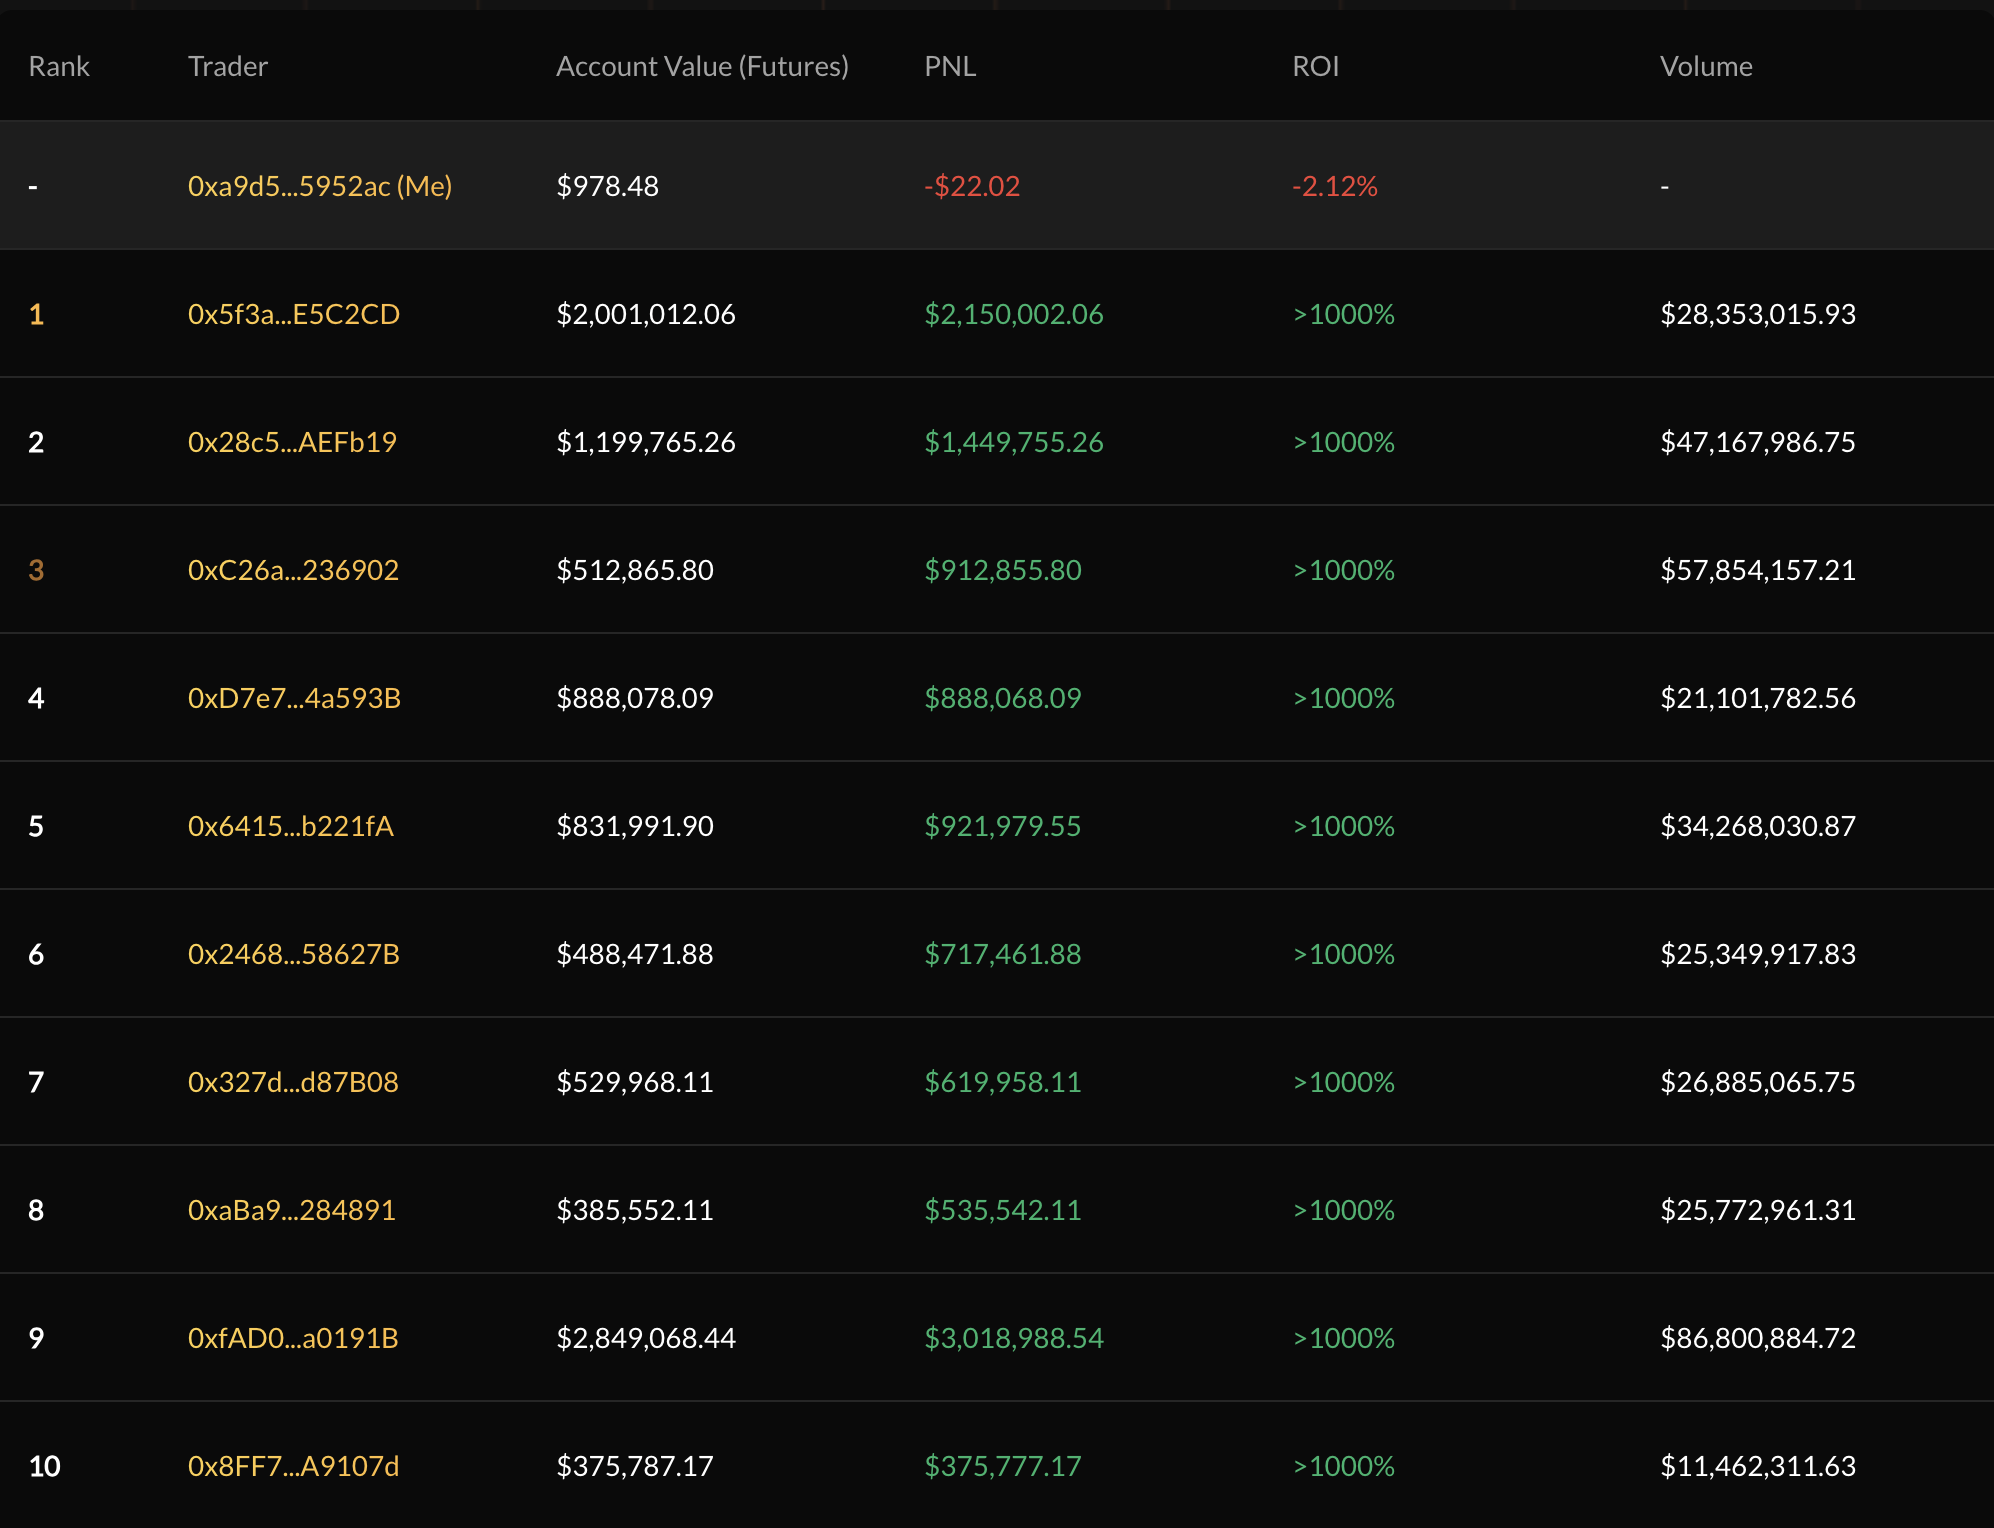 Rank Trader Account Value (Futures) PNL ROI Volume
- 0xa9d5...5952ac (Me) $978.48 -$22.02 -2.12% -
1 0x5f3a...E5C2CD $2,001,012.06 $2,150,002.06 >1000% $28,353,015.93
2 0x28c5...AEFb19 $1,199,765.26 $1,449,755.26 >1000% $47,167,986.75
3 0xC26a...236902 $512,865.80 $912,855.80 >1000% $57,854,157.21
4 0xD7e7...4a593B $888,078.09 $888,068.09 >1000% $21,101,782.56
5 0x6415...b221fA $831,991.90 $921,979.55 >1000% $34,268,030.87
6 0x2468...58627B $488,471.88 $717,461.88 >1000% $25,349,917.83
7 0x327d...d87B08 $529,968.11 $619,958.11 >1000% $26,885,065.75
8 0xaBa9...284891 $385,552.11 $535,542.11 >1000% $25,772,961.31
9 0xfAD0...a0191B $2,849,068.44 $3,018,988.54 >1000% $86,800,884.72
10 0x8FF7...A9107d $375,787.17 $375,777.17 >1000% $11,462,311.63